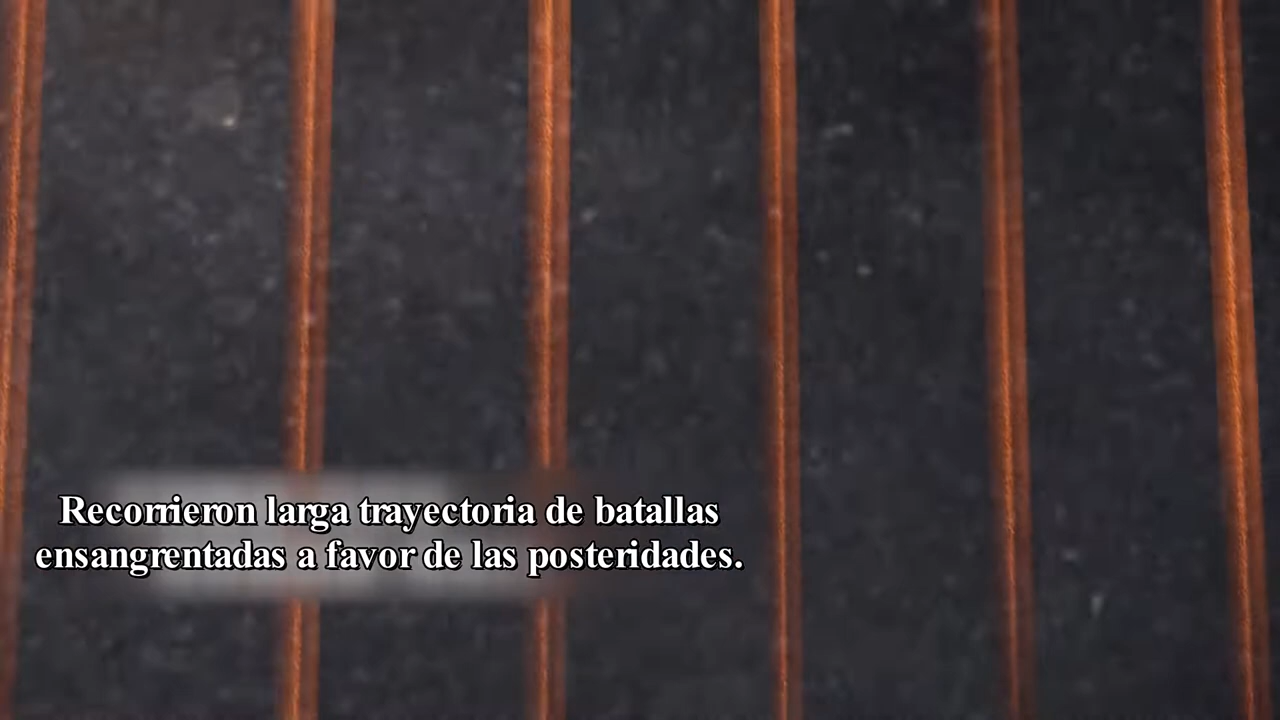 Recorrieron larga trayectoria de batallas
ensangrentadas a favor de las posteridades.